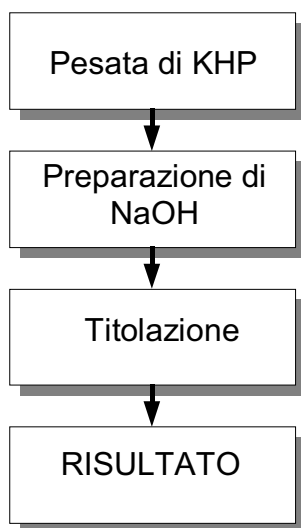 Pesata di KHP
Preparazione di
NaOH
Titolazione
RISULTATO